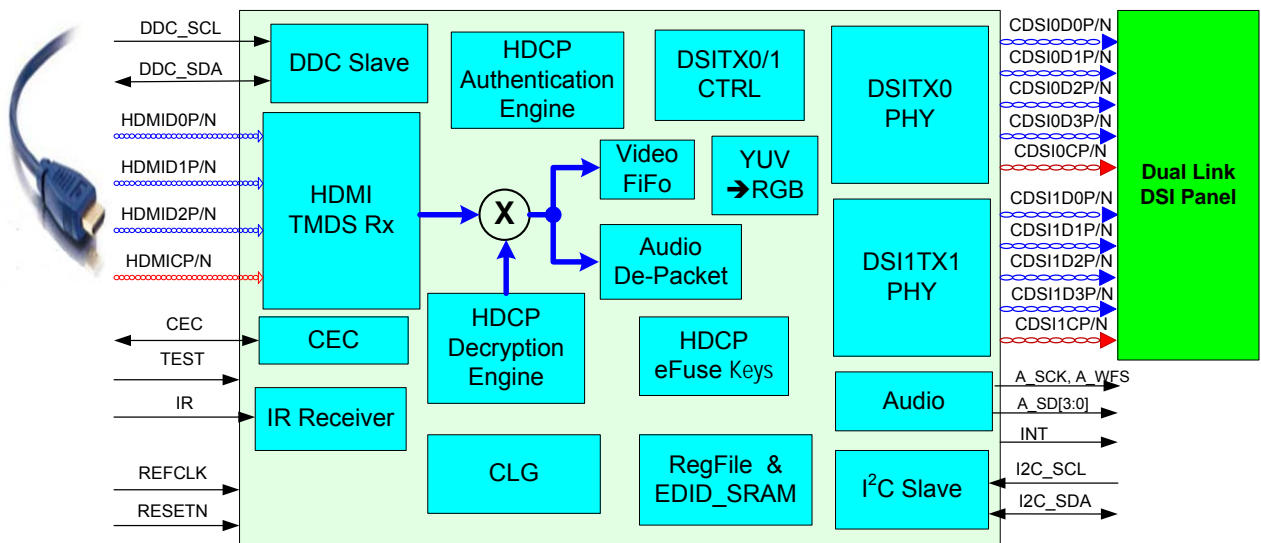 DDC_SCL
DDC_SDA
HDMID0P/N
HDMID1P/N
HDMID2P/N
HDMICP/N
CEC
TEST
IR
REFCLK
RESETN
DDC Slave
HDMI
TMDS Rx
CEC
IR Receiver
HDCP
Authentication
Engine
X
HDCP
Decryption
Engine
CLG
DSITX0/1
CTRL
Video
FiFo
YUV
➔RGB
Audio
De-Packet
HDCP
eFuse Keys
RegFile &
EDID_SRAM
DSITX0
PHY
DSI1TX1
PHY
Audio
I²C Slave
CDSI0D0P/N
CDSI0D1P/N
CDSI0D2P/N
CDSI0D3P/N
CDSI0CP/N
CDSI1D0P/N
CDSI1D1P/N
CDSI1D2P/N
CDSI1D3P/N
CDSI1CP/N
A_SCK, A_WFS
A_SD[3:0]
INT
I2C_SCL
I2C_SDA
Dual Link
DSI Panel